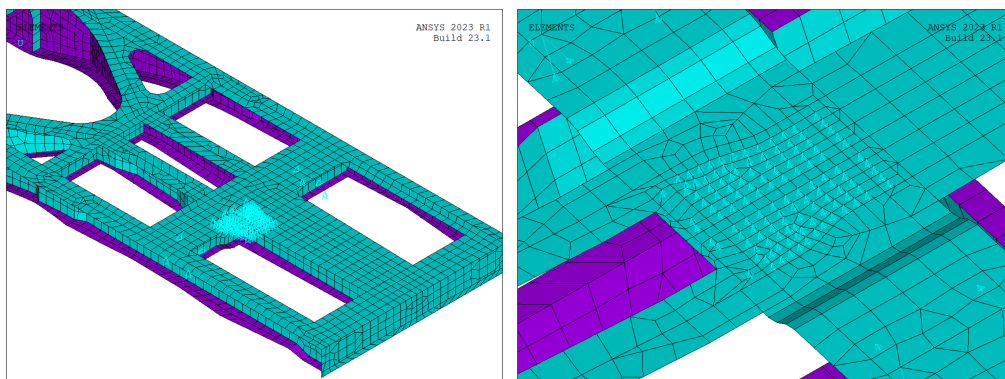 ELEMENTS
ANSYS 2023 R1
Build 23.1
ELEMENTS
ANSYS 2023 R1
Build 23.1